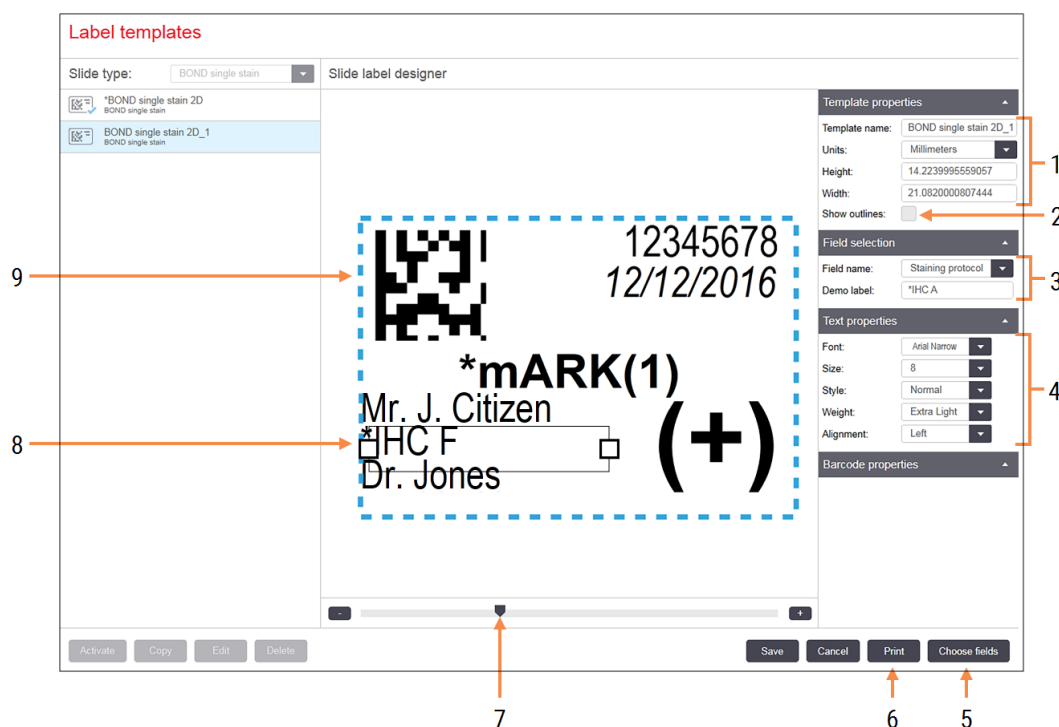 Label templates
Slide type: BOND single stain
Slide label designer
*BOND single stain 2D
BOND single stain
BOND single stain 2D_1
BOND single stain
Template properties
Template name: BOND single stain 2D_1
Units: Millimeters
Height: 14.2239995559057
Width: 21.0820000807444
Show outlines:
Field selection
Field name: Staining protocol
Demo label: *IHC A
Text properties
Font: Arial Narrow
Size: 8
Style: Normal
Weight: Extra Light
Alignment: Left
Barcode properties
12345678
12/12/2016
*mARK(1)
Mr. J. Citizen
*IHC F
Dr. Jones
(+)
- +
Activate Copy Edit Delete
Save Cancel Print Choose fields
1
2
3
4
5
6
7
8
9